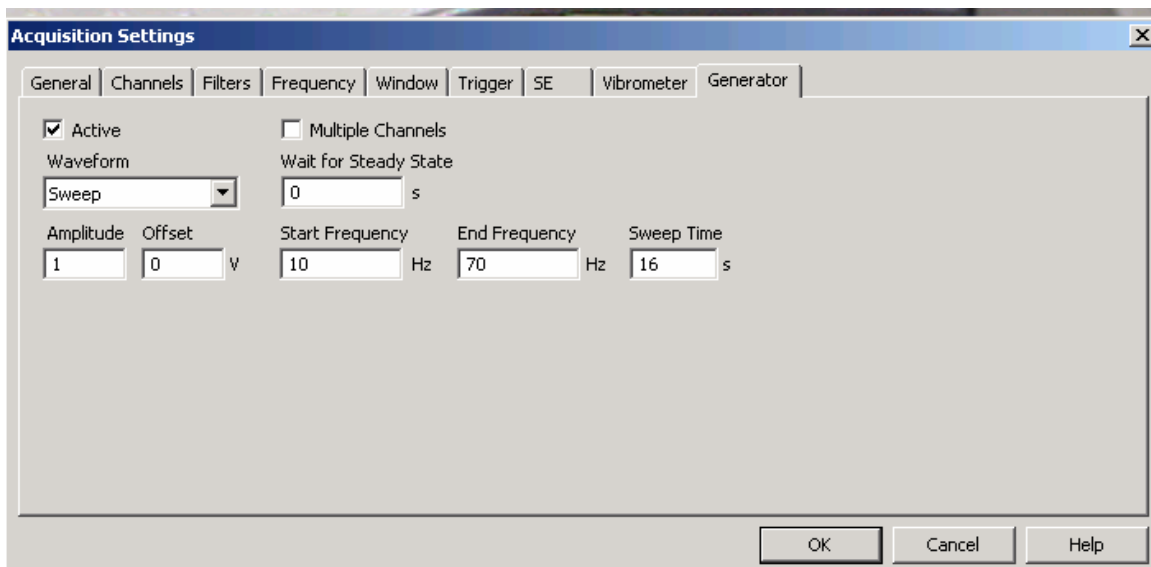 Acquisition Settings
General Channels Filters Frequency Window Trigger SE Vibrometer Generator
Active Multiple Channels
Waveform Wait for Steady State
Sweep 0 s
Amplitude Offset Start Frequency End Frequency Sweep Time
1 0 V 10 Hz 70 Hz 16 s
OK Cancel Help